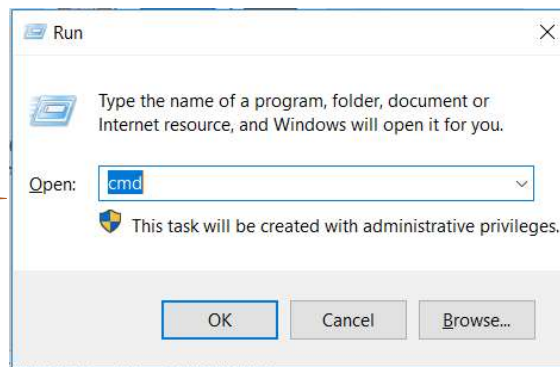 Run
Type the name of a program, folder, document or
Internet resource, and Windows will open it for you.
Open: cmd
This task will be created with administrative privileges.
OK Cancel Browse...